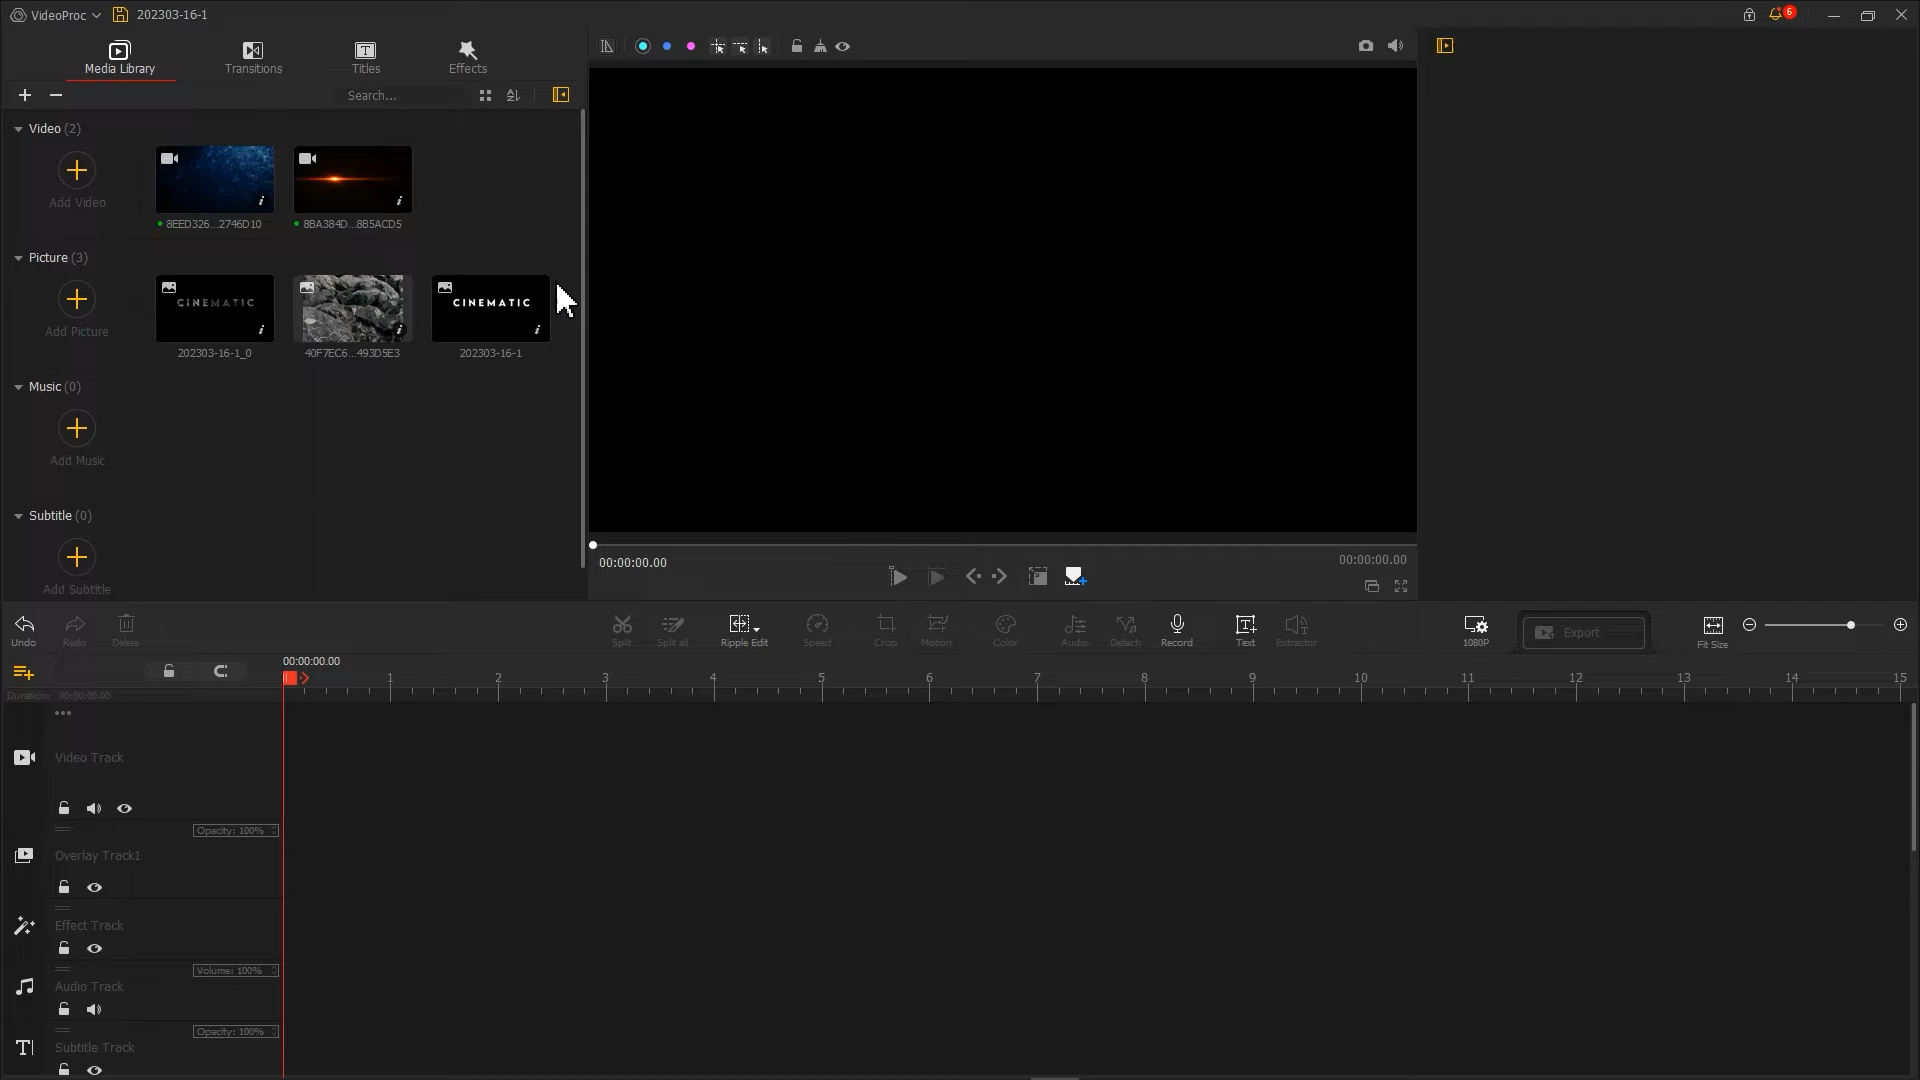 VideoProc
202303-16-1
6
Media Library
Transitions
Titles
Effects
Search...
Video (2)
Add Video
8EED326...2746D10
8BA384D...8B5ACD5
Picture (3)
Add Picture
CINEMATIC
CINEMATIC
202303-16-1_0
40F7EC6...493D5E3
202303-16-1
Music (0)
Add Music
Subtitle (0)
Add Subtitle
00:00:00.00
00:00:00.00
Undo
Redo
Delete
Split
Split all
Ripple Edit
Speed
Crop
Motion
Color
Audio
Detach
Record
Text
Extractor
1080P
Export
Fit Size
00:00:00.00
1 2 3 4 5 6 7 8 9 10 11 12 13 14 15
Duration: 00:00:00.00
Video Track
Opacity: 100%
Overlay Track1
Effect Track
Volume: 100%
Audio Track
Opacity: 100%
Subtitle Track